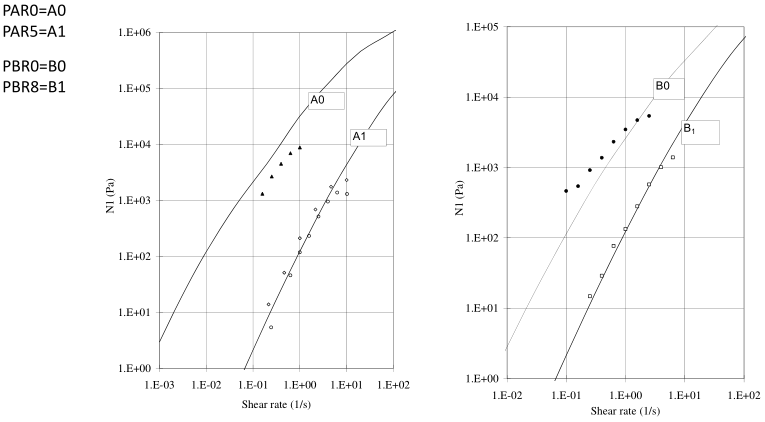 PAR0=A0
PAR5=A1
PBR0=B0
PBR8=B1
1.E+06
1.E+05
1.E+04
1.E+03
1.E+02
1.E+01
1.E+00
N1 (Pa)
A0
A1
1.E-03 1.E-02 1.E-01 1.E+00 1.E+01 1.E+02
Shear rate (1/s)
1.E+05
1.E+04
1.E+03
1.E+02
1.E+01
1.E+00
N1 (Pa)
B0
B₁
1.E-02 1.E-01 1.E+00 1.E+01 1.E+02
Shear rate (1/s)